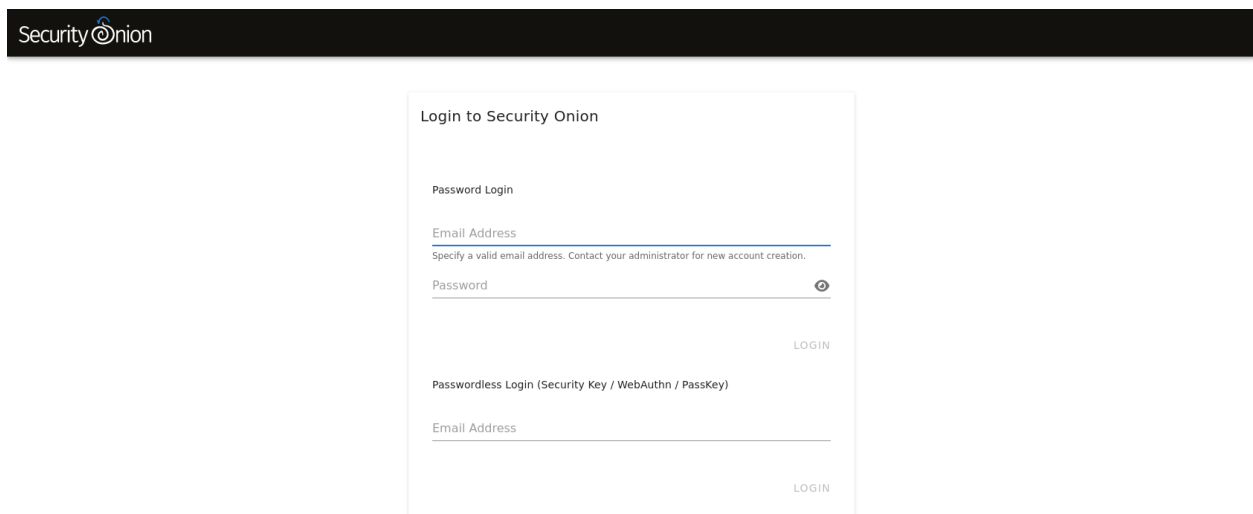 Security Onion
Login to Security Onion
Password Login
Email Address
Specify a valid email address. Contact your administrator for new account creation.
Password
LOGIN
Passwordless Login (Security Key / WebAuthn / PassKey)
Email Address
LOGIN